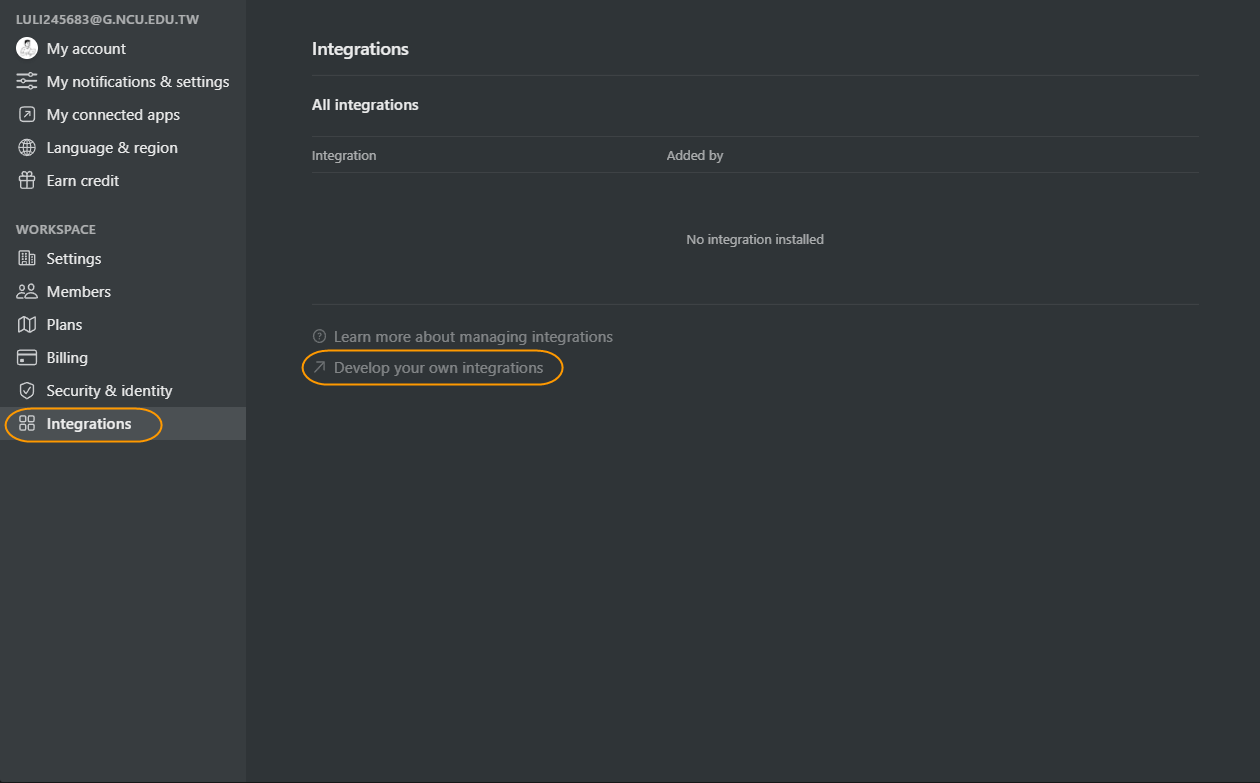 LULI245683@G.NCU.EDU.TW
My account
My notifications & settings
My connected apps
Language & region
Earn credit
WORKSPACE
Settings
Members
Plans
Billing
Security & identity
Integrations
Integrations
All integrations
Integration Added by
No integration installed
Learn more about managing integrations
Develop your own integrations